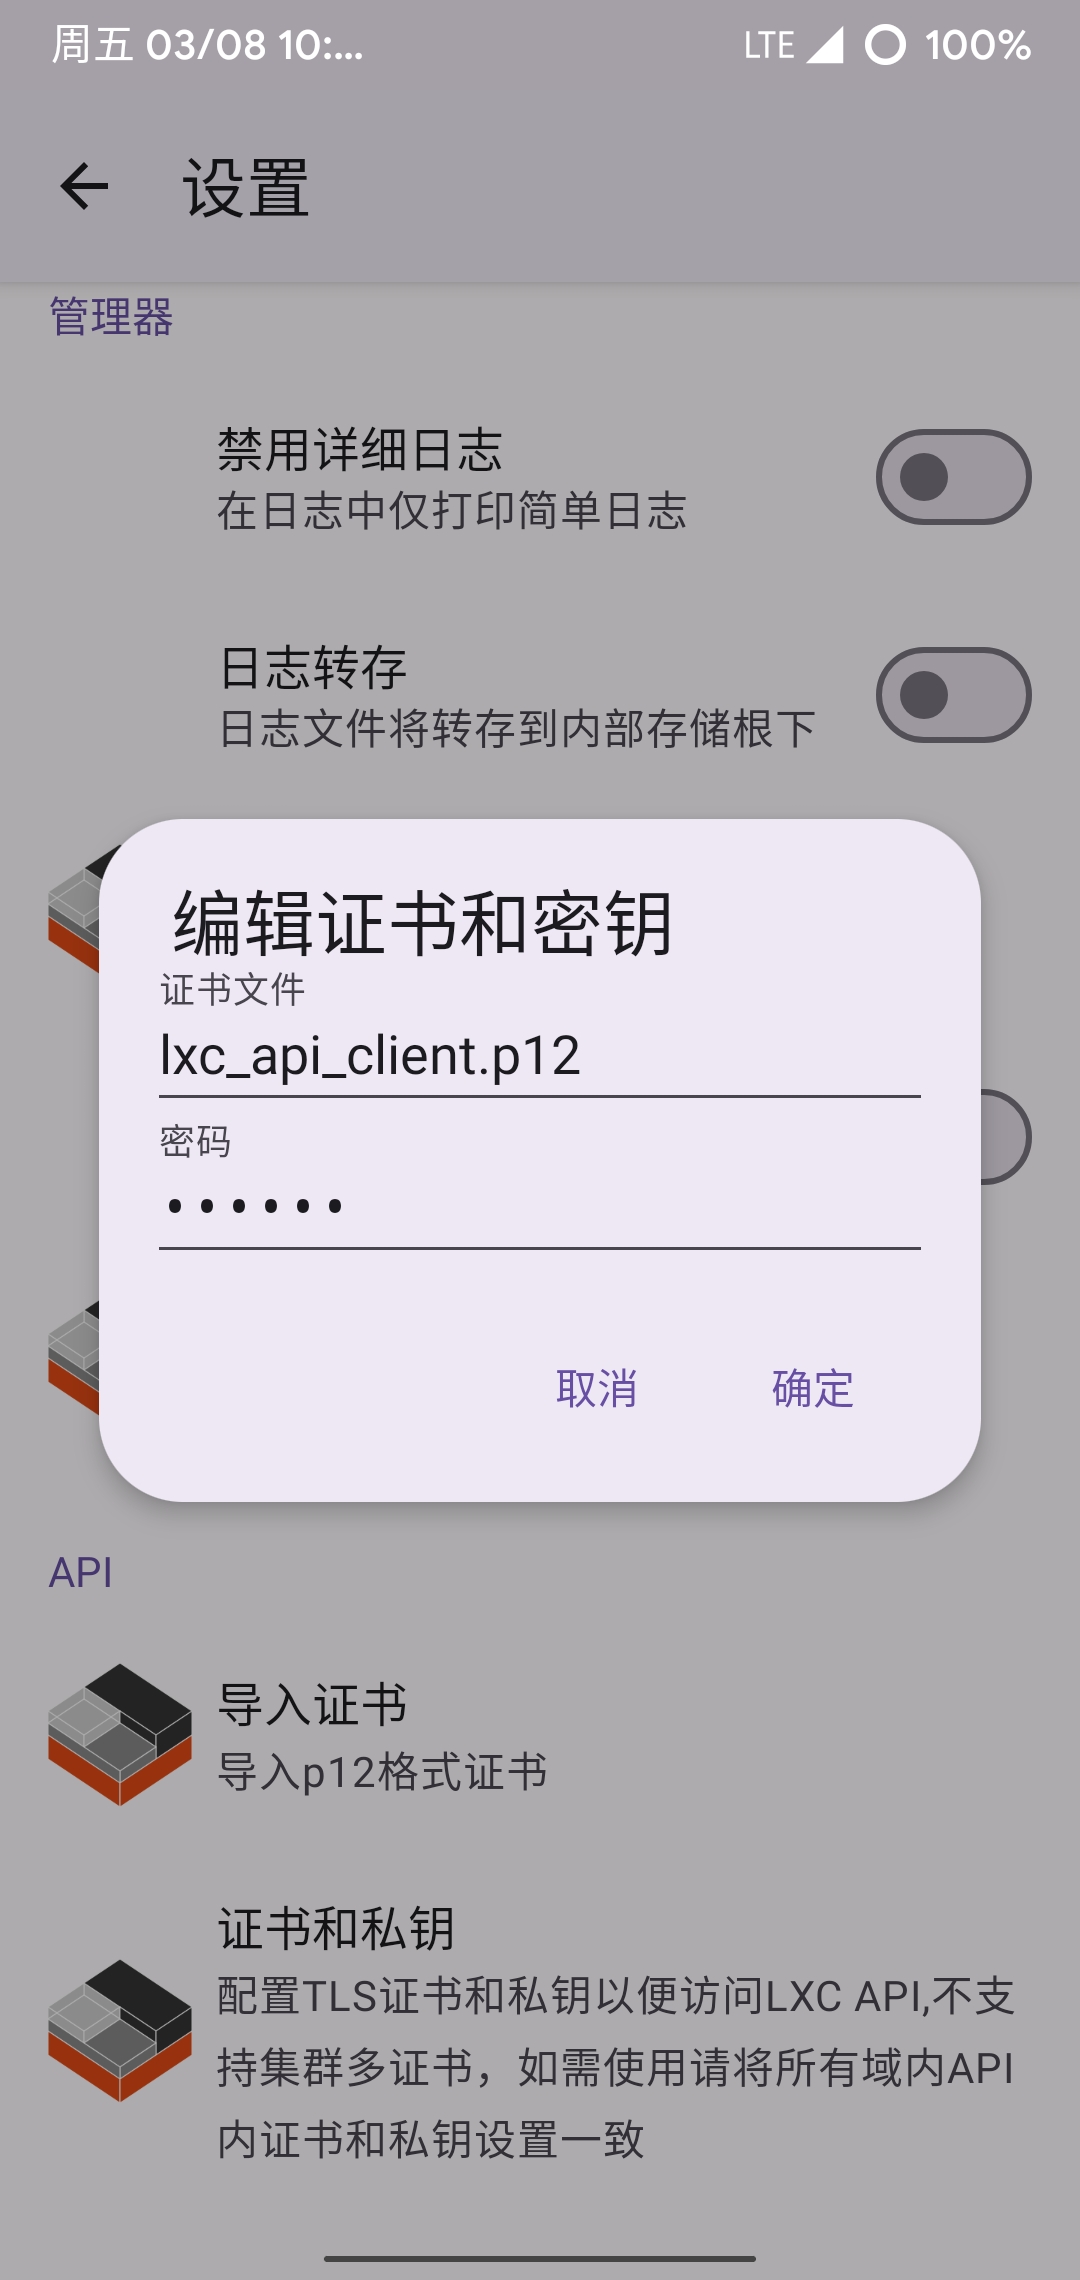 周五 03/08 10:... LTE 100%
设置
管理器
禁用详细日志
在日志中仅打印简单日志
日志转存
日志文件将转存到内部存储根下
编辑证书和密钥
证书文件
lxc_api_client.p12
密码
••••••
取消 确定
API
导入证书
导入p12格式证书
证书和私钥
配置TLS证书和私钥以便访问LXC API,不支
持集群多证书，如需使用请将所有域内API
内证书和私钥设置一致